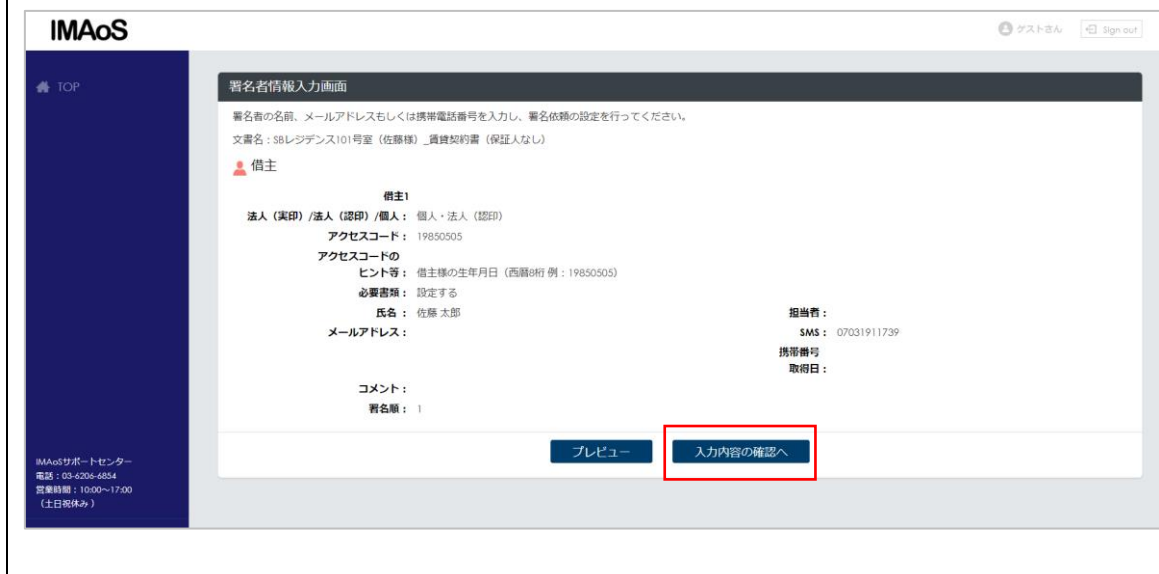 IMAoS
ゲストさん
Sign out
TOP
署名者情報入力画面
署名者の名前、メールアドレスもしくは携帯電話番号を入力し、署名依頼の設定を行ってください。
文書名：SBレジデンス101号室（佐藤様）_賃貸契約書（保証人なし）
借主
借主1
法人（実印）/法人（認印）/個人： 個人・法人（認印）
アクセスコード： 19850505
アクセスコードの
ヒント等： 借主様の生年月日（西暦8桁 例：19850505）
必要書類： 設定する
氏名 ： 佐藤 太郎 担当者：
メールアドレス： SMS： 07031911739
携帯番号
取得日：
コメント：
署名順： 1
プレビュー 入力内容の確認へ
IMAoSサポートセンター
電話：03-6206-6854
営業時間：10:00〜17:00
（土日祝休み）